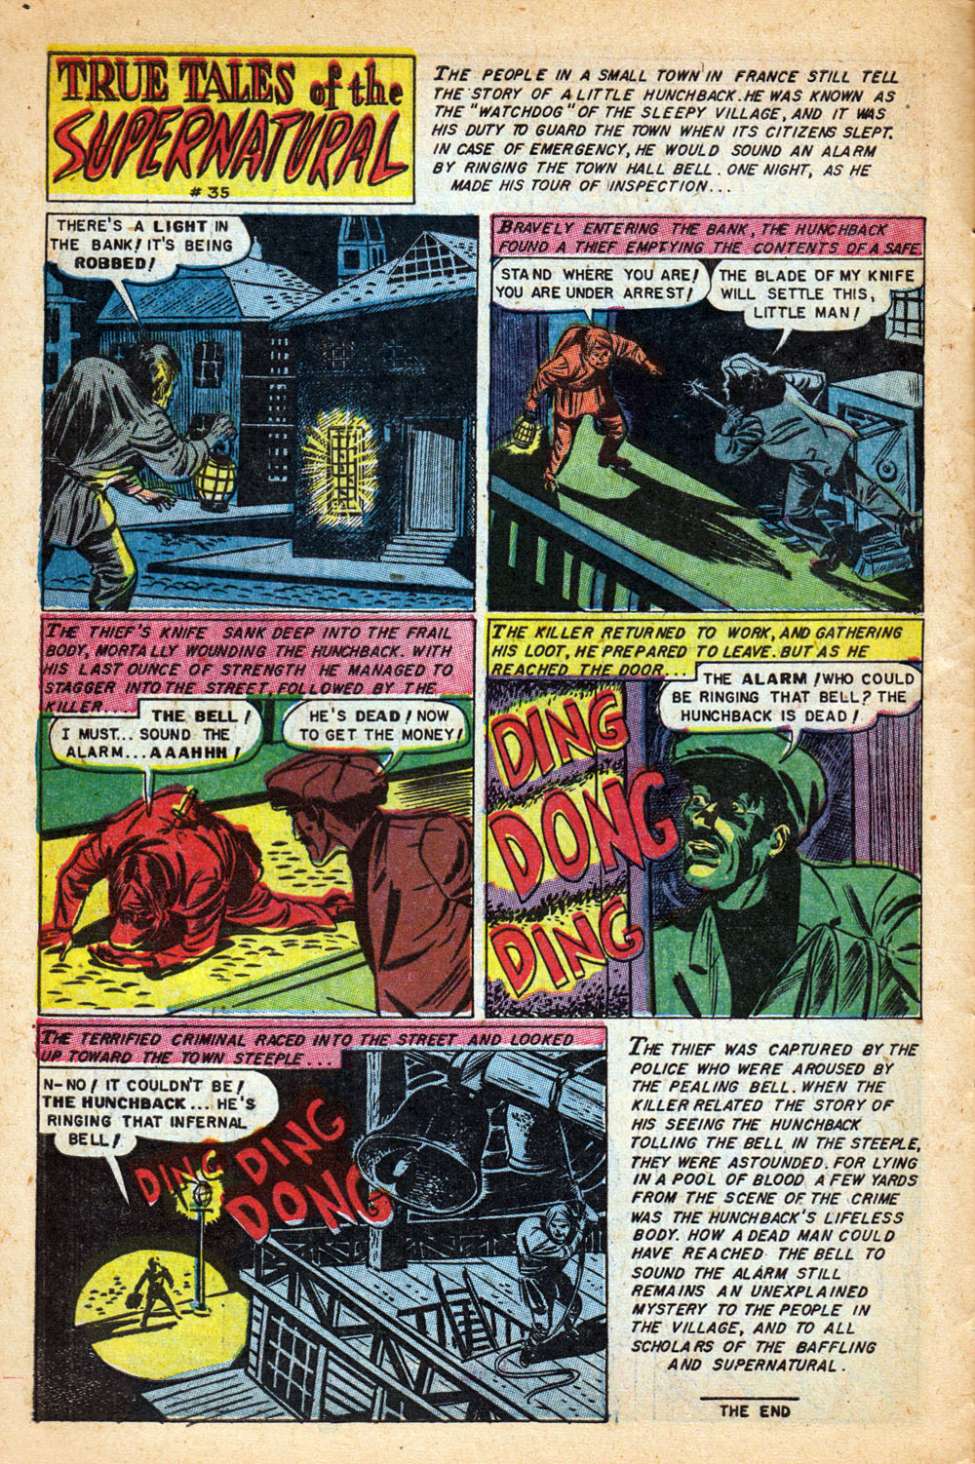 TRUE TALES of the
SUPERNATURAL
# 35
THE PEOPLE IN A SMALL TOWN IN FRANCE STILL TELL
THE STORY OF A LITTLE HUNCHBACK. HE WAS KNOWN AS
THE "WATCHDOG" OF THE SLEEPY VILLAGE, AND IT WAS
HIS DUTY TO GUARD THE TOWN WHEN ITS CITIZENS SLEPT.
IN CASE OF EMERGENCY, HE WOULD SOUND AN ALARM
BY RINGING THE TOWN HALL BELL. ONE NIGHT, AS HE
MADE HIS TOUR OF INSPECTION...
THERE'S A LIGHT IN
THE BANK! IT'S BEING
ROBBED!
BRAVELY ENTERING THE BANK, THE HUNCHBACK
FOUND A THIEF EMPTYING THE CONTENTS OF A SAFE.
STAND WHERE YOU ARE!
YOU ARE UNDER ARREST!
THE BLADE OF MY KNIFE
WILL SETTLE THIS,
LITTLE MAN!
THE THIEF'S KNIFE SANK DEEP INTO THE FRAIL
BODY, MORTALLY WOUNDING THE HUNCHBACK. WITH
HIS LAST OUNCE OF STRENGTH HE MANAGED TO
STAGGER INTO THE STREET, FOLLOWED BY THE
KILLER...
THE BELL!
I MUST... SOUND THE
ALARM...AAAHHH!
HE'S DEAD! NOW
TO GET THE MONEY!
THE KILLER RETURNED TO WORK, AND GATHERING
HIS LOOT, HE PREPARED TO LEAVE. BUT AS HE
REACHED THE DOOR...
THE ALARM! WHO COULD
BE RINGING THAT BELL? THE
HUNCHBACK IS DEAD!
DING
DONG
DING
THE TERRIFIED CRIMINAL RACED INTO THE STREET AND LOOKED
UP TOWARD THE TOWN STEEPLE...
N-NO! IT COULDN'T BE!
THE HUNCHBACK... HE'S
RINGING THAT INFERNAL
BELL!
DING DING
DONG
THE THIEF WAS CAPTURED BY THE
POLICE WHO WERE AROUSED BY
THE PEALING BELL. WHEN THE
KILLER RELATED THE STORY OF
HIS SEEING THE HUNCHBACK
TOLLING THE BELL IN THE STEEPLE,
THEY WERE ASTOUNDED. FOR LYING
IN A POOL OF BLOOD A FEW YARDS
FROM THE SCENE OF THE CRIME
WAS THE HUNCHBACK'S LIFELESS
BODY. HOW A DEAD MAN COULD
HAVE REACHED THE BELL TO
SOUND THE ALARM STILL
REMAINS AN UNEXPLAINED
MYSTERY TO THE PEOPLE IN
THE VILLAGE, AND TO ALL
SCHOLARS OF THE BAFFLING
AND SUPERNATURAL.
THE END